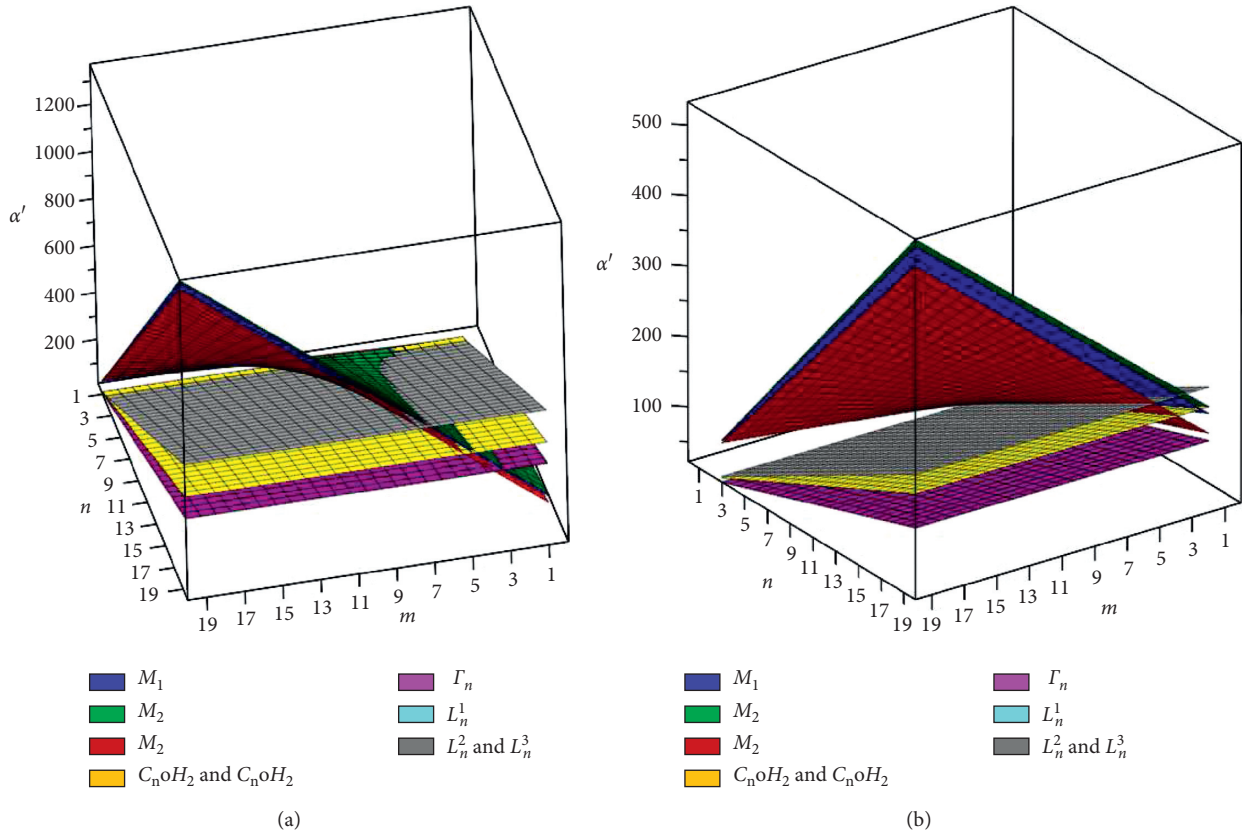 1200
1000
800
α′
600
400
200
1
3
5
7
9
n
11
13
15
17
19
19
17
15
13
11
9
m
7
5
3
1
M₁
M₂
M₂
CₙoH₂ and CₙoH₂
Γₙ
L¹ₙ
L²ₙ and L³ₙ
(a)
500
400
300
α′
200
100
1
3
5
7
n
9
11
13
15
17
19
19
17
15
13
11
m
9
7
5
3
1
M₁
M₂
M₂
CₙoH₂ and CₙoH₂
Γₙ
L¹ₙ
L²ₙ and L³ₙ
(b)